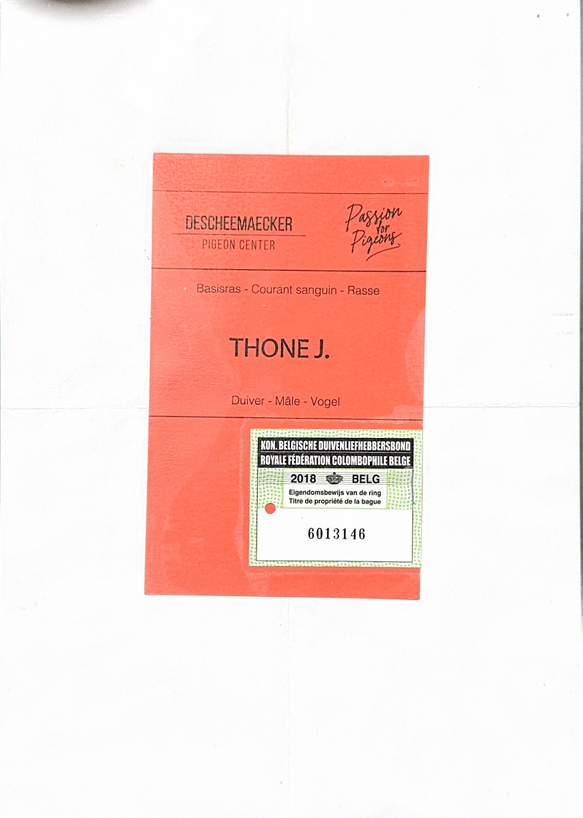 DESCHEEMAECKER
PIGEON CENTER
Passion
for
Pigeons
Basisras - Courant sanguin - Rasse
THONE J.
Duiver - Mâle - Vogel
KON. BELGISCHE DUIVENLIEFHEBBERSBOND
ROYALE FÉDÉRATION COLOMBOPHILE BELGE
2018 BELG
Eigendomsbewijs van de ring
Titre de propriété de la bague
6013146